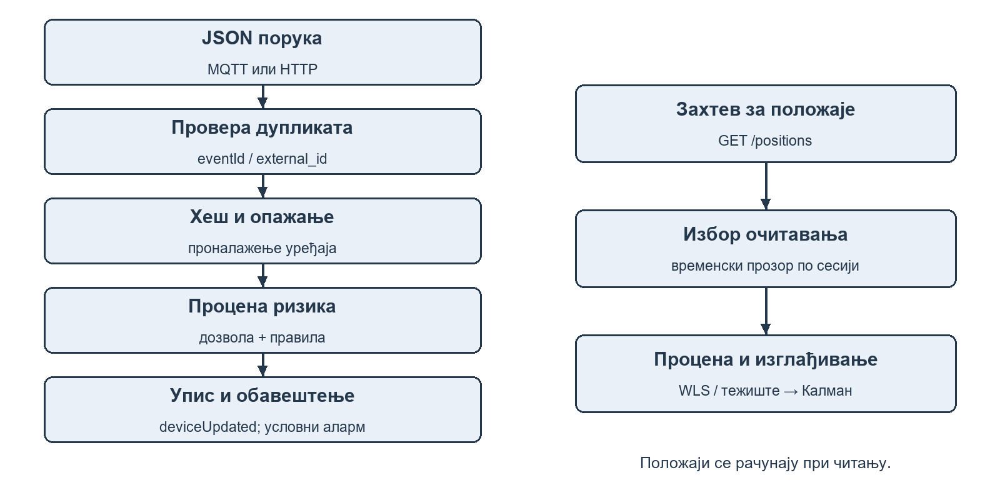 JSON порука
MQTT или HTTP
Провера дупликата
eventId / external_id
Хеш и опажање
проналажење уређаја
Процена ризика
дозвола + правила
Упис и обавештење
deviceUpdated; условни аларм
Захтев за положаје
GET /positions
Избор очитавања
временски прозор по сесији
Процена и изглађивање
WLS / тежиште → Калман
Положаји се рачунају при читању.